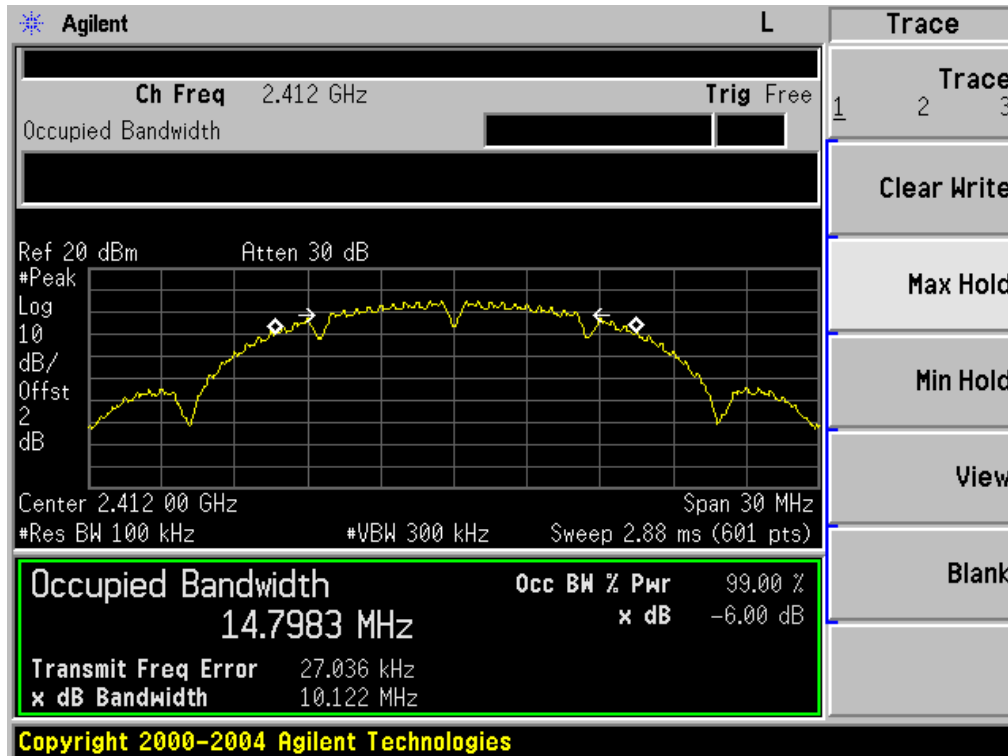 Agilent L Trace
Ch Freq 2.412 GHz Trig Free
Occupied Bandwidth
Trace
1 2 3
Clear Write
Max Hold
Min Hold
View
Blank
Ref 20 dBm Atten 30 dB
#Peak
Log
10
dB/
Offst
2
dB
Center 2.412 00 GHz Span 30 MHz
#Res BW 100 kHz #VBW 300 kHz Sweep 2.88 ms (601 pts)
Occupied Bandwidth
14.7983 MHz
Occ BW % Pwr 99.00 %
x dB -6.00 dB
Transmit Freq Error 27.036 kHz
x dB Bandwidth 10.122 MHz
Copyright 2000-2004 Agilent Technologies